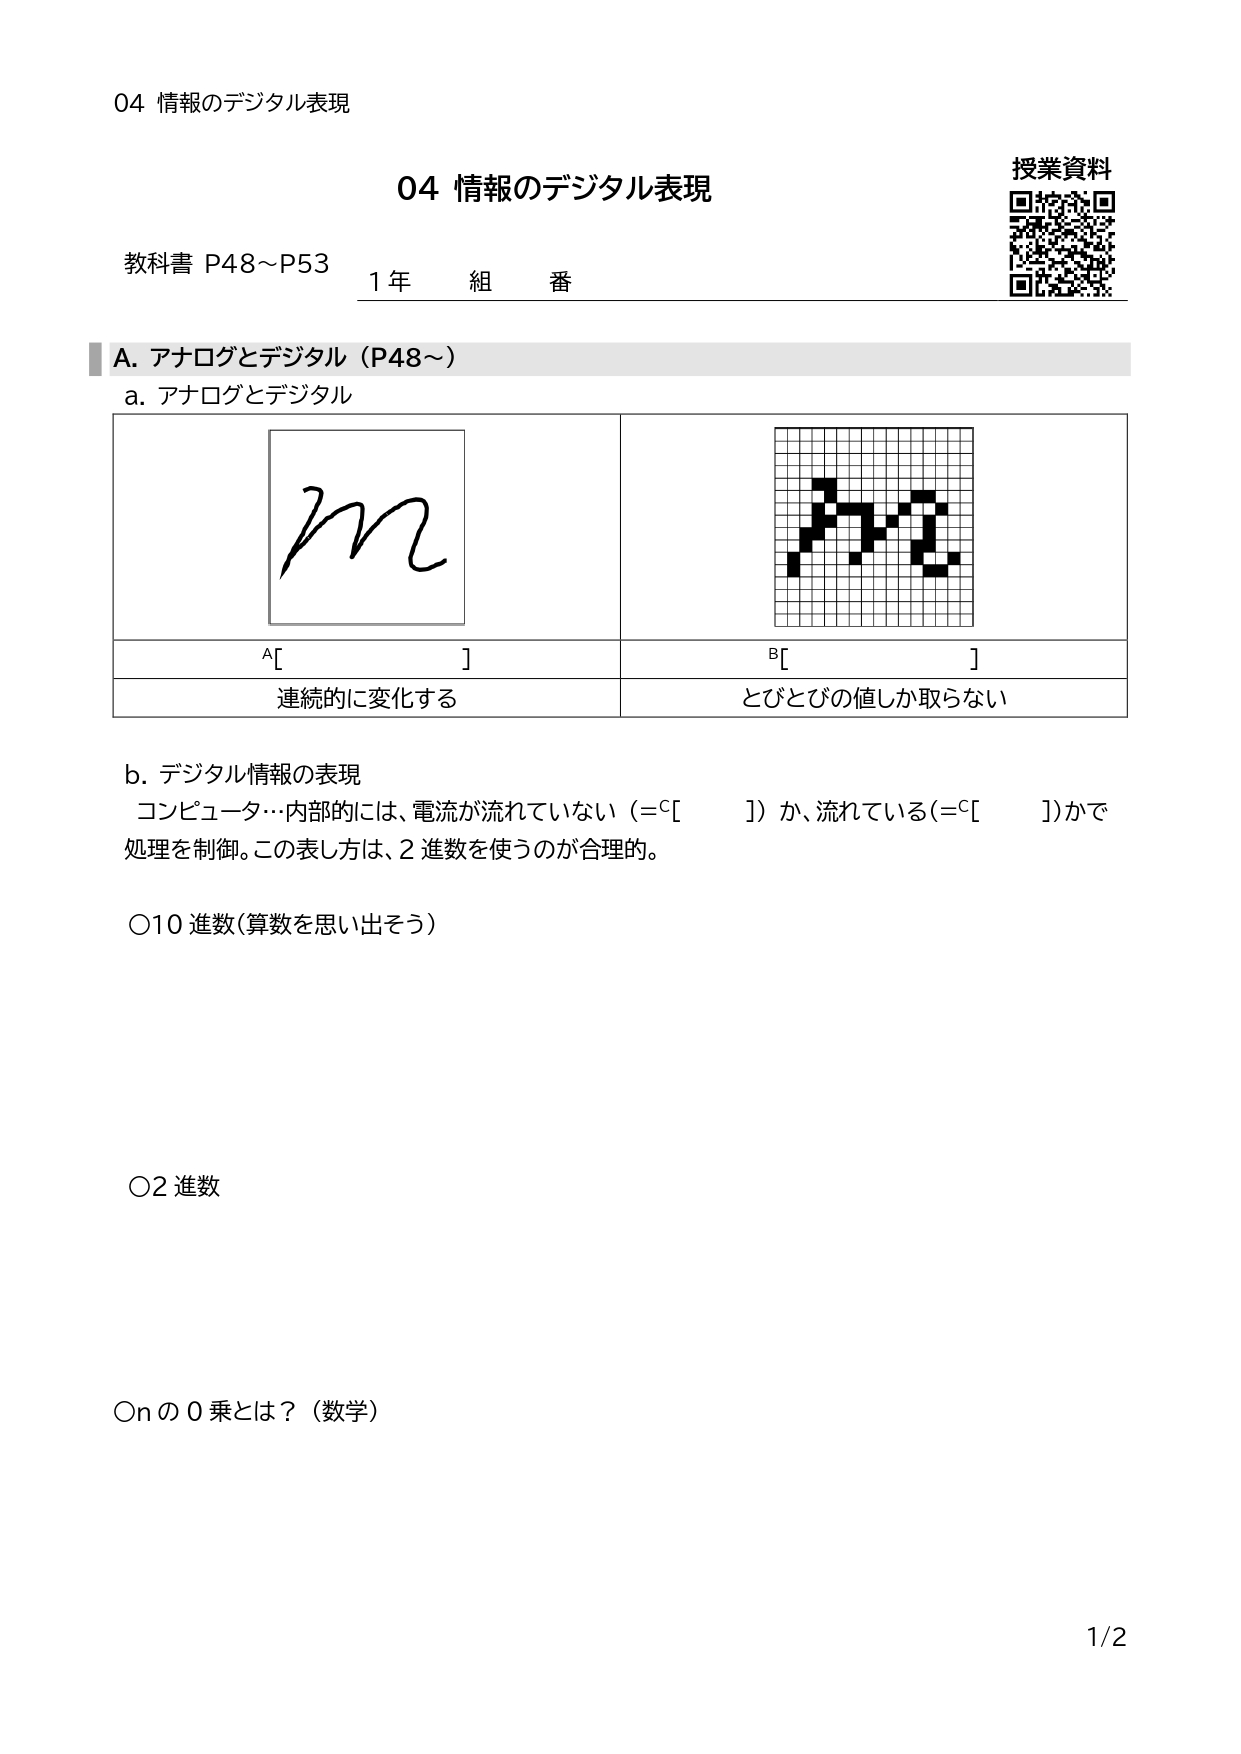 04 情報のデジタル表現
授業資料
04 情報のデジタル表現
教科書 P48～P53
1年 組 番
A. アナログとデジタル（P48～）
a. アナログとデジタル
m
m
A[ ]
B[ ]
連続的に変化する
とびとびの値しか取らない
b. デジタル情報の表現
コンピュータ…内部的には、電流が流れていない（=C[ ]）か、流れている(=C[ ])かで
処理を制御。この表し方は、2進数を使うのが合理的。
〇10進数(算数を思い出そう)
〇2進数
〇nの0乗とは？（数学）
1/2